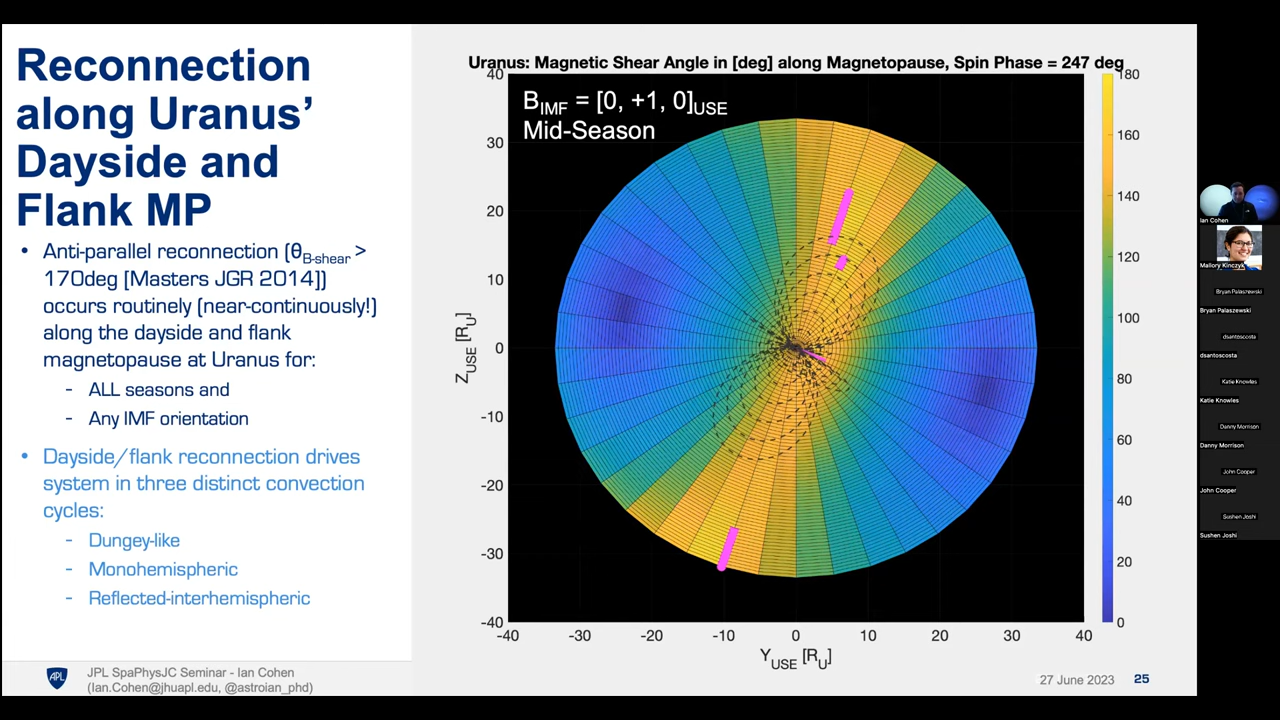 Reconnection
along Uranus'
Dayside and
Flank MP
• Anti-parallel reconnection (θB-shear >
170deg [Masters JGR 2014])
occurs routinely (near-continuously!)
along the dayside and flank
magnetopause at Uranus for:
- ALL seasons and
- Any IMF orientation
• Dayside/flank reconnection drives
system in three distinct convection
cycles:
- Dungey-like
- Monohemispheric
- Reflected-interhemispheric
APL
JPL SpaPhysJC Seminar - Ian Cohen
(Ian.Cohen@jhuapl.edu, @astroian_phd)
Uranus: Magnetic Shear Angle in [deg] along Magnetopause, Spin Phase = 247 deg
BIMF = [0, +1, 0]USE
Mid-Season
40
30
20
10
0
-10
-20
-30
-40
ZUSE [RU]
-40 -30 -20 -10 0 10 20 30 40
YUSE [RU]
180
160
140
120
100
80
60
40
20
0
27 June 2023 25
Ian Cohen
Mallory Kinczyk
Bryan Palaszewski
Bryan Palaszewski
dsantoscosta
dsantoscosta
Katie Knowles
Katie Knowles
Danny Morrison
Danny Morrison
John Cooper
John Cooper
Sushen Joshi
Sushen Joshi